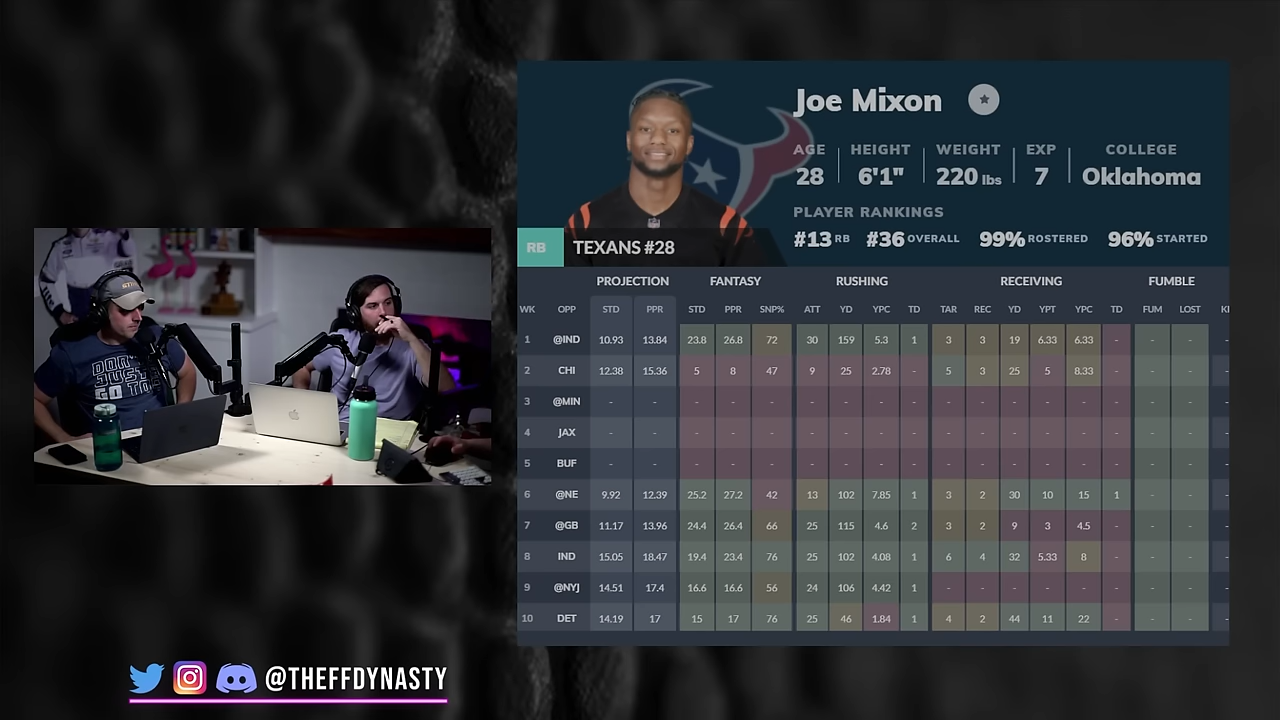 Joe Mixon
AGE HEIGHT WEIGHT EXP COLLEGE
28 6'1" 220 lbs 7 Oklahoma
PLAYER RANKINGS
#13 RB #36 OVERALL 99% ROSTERED 96% STARTED
RB TEXANS #28
PROJECTION FANTASY RUSHING RECEIVING FUMBLE
WK OPP STD PPR STD PPR SNP% ATT YD YPC TD TAR REC YD YPT YPC TD FUM LOST
1 @IND 10.93 13.84 23.8 26.8 72 30 159 5.3 1 3 3 19 6.33 6.33 - - - -
2 CHI 12.38 15.36 5 8 47 9 25 2.78 - 5 3 25 5 8.33 - - - -
3 @MIN - - - - - - - - - - - - - - - - - -
4 JAX - - - - - - - - - - - - - - - - - -
5 BUF - - - - - - - - - - - - - - - - - -
6 @NE 9.92 12.39 25.2 27.2 42 13 102 7.85 1 3 2 30 10 15 1 - - -
7 @GB 11.17 13.96 24.4 26.4 66 25 115 4.6 2 3 2 9 3 4.5 - - - -
8 IND 15.05 18.47 19.4 23.4 76 25 102 4.08 1 6 4 32 5.33 8 - - - -
9 @NYJ 14.51 17.4 16.6 16.6 56 24 106 4.42 1 - - - - - - - - -
10 DET 14.19 17 15 17 76 25 46 1.84 1 4 2 44 11 22 - - - -
DON'T
JUST
GO TO
@THEFFDYNASTY